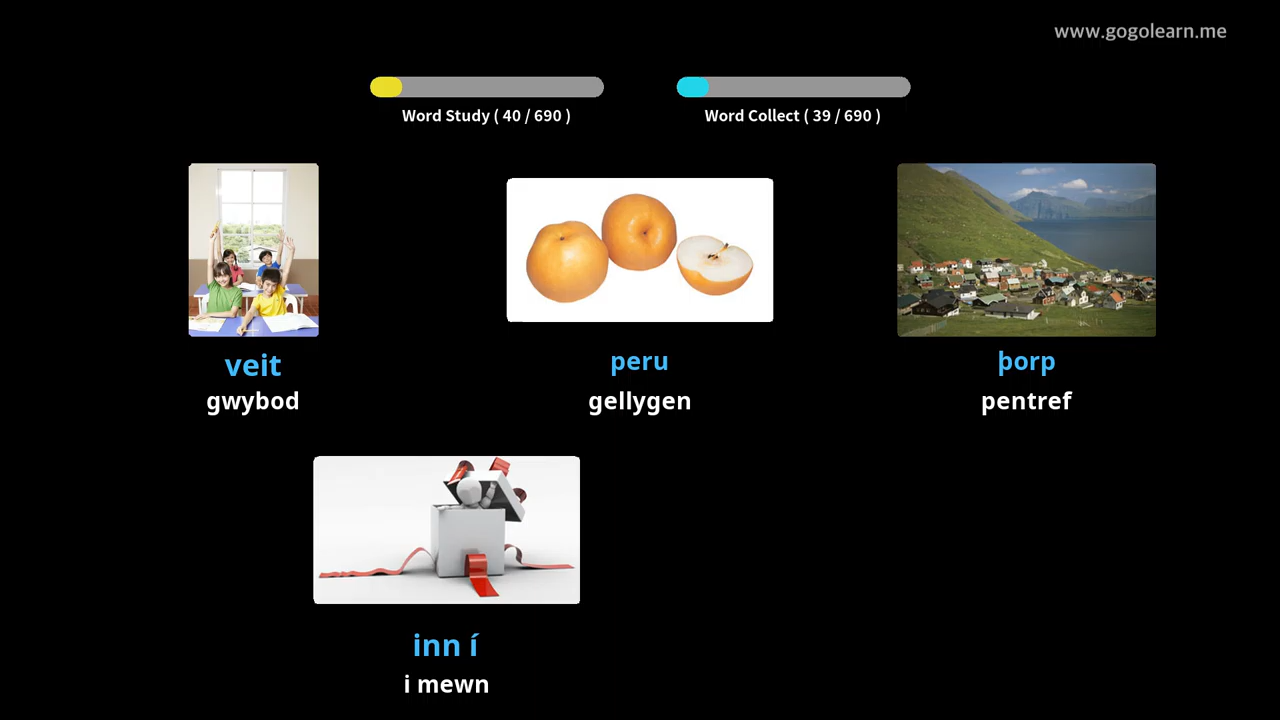 www.gogolearn.me
Word Study ( 40 / 690 )
Word Collect ( 39 / 690 )
veit
gwybod
peru
gellygen
þorp
pentref
inn í
i mewn